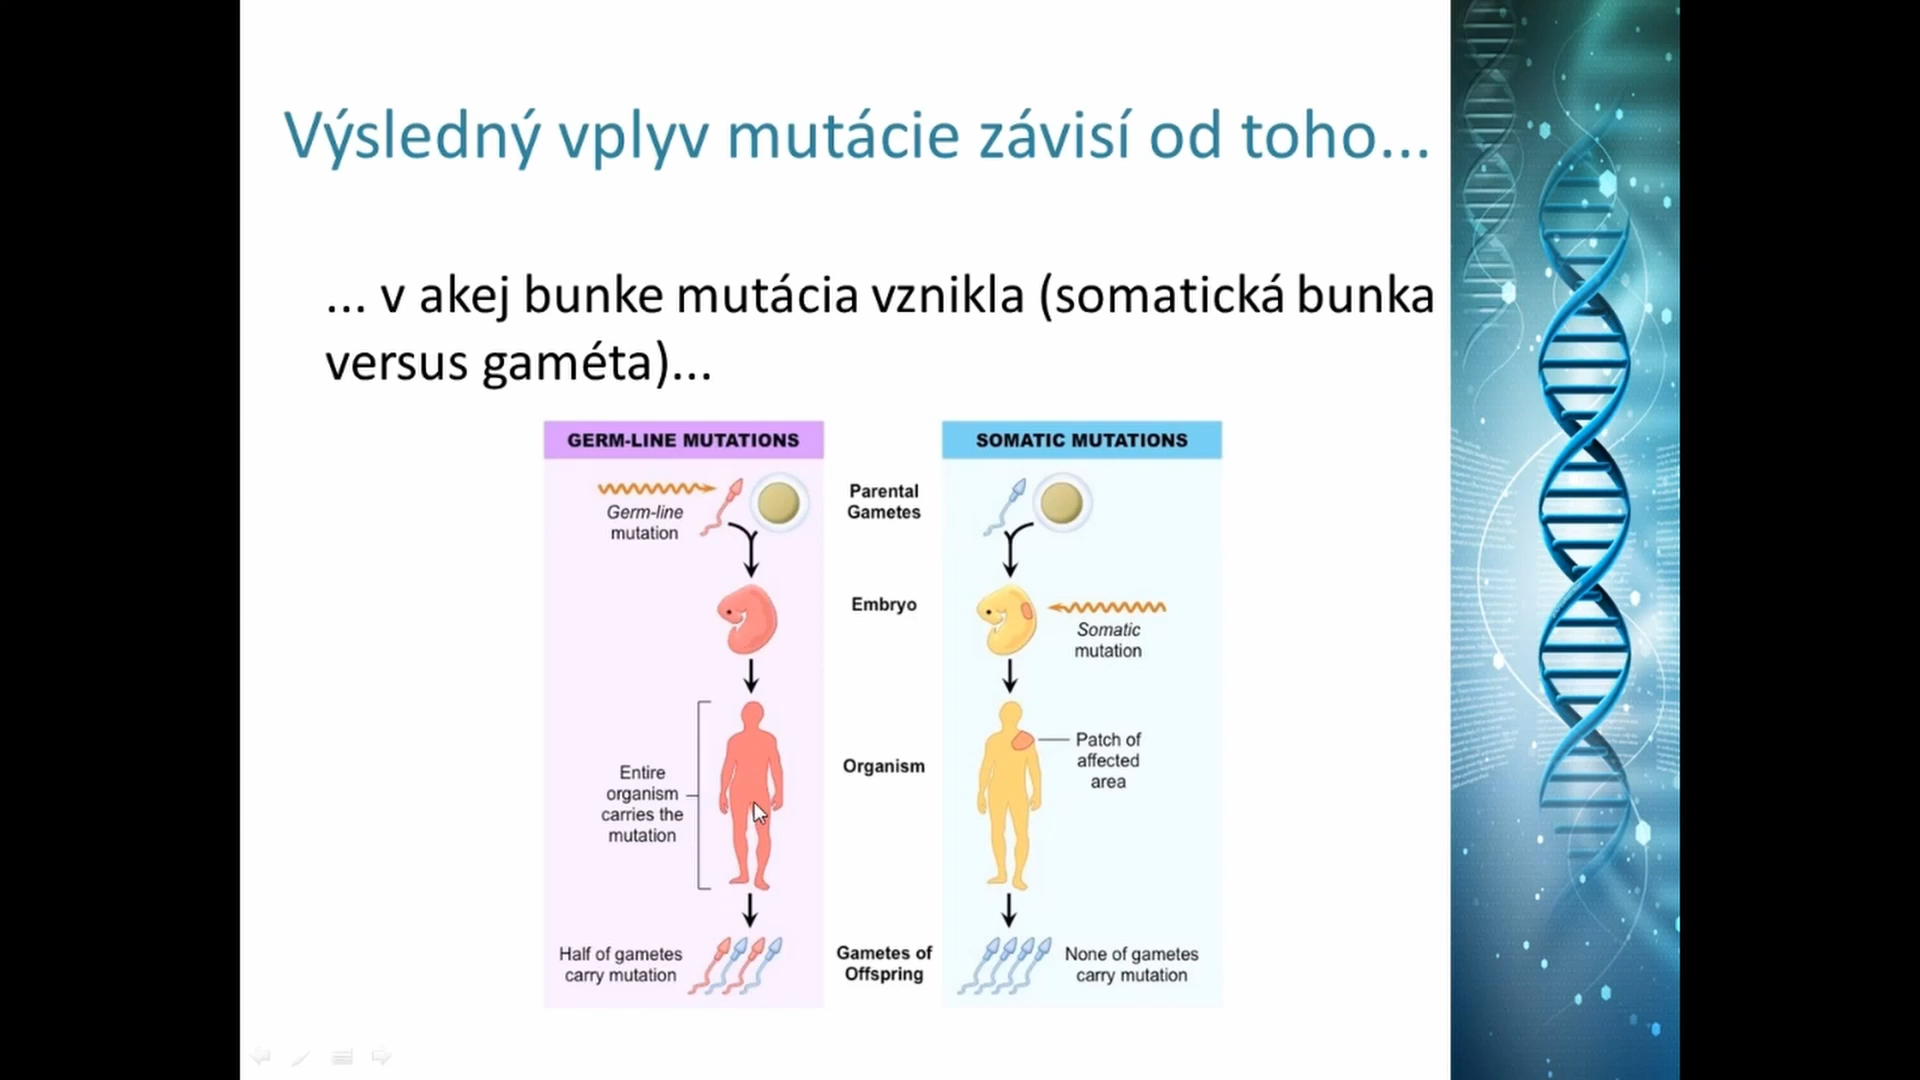 Výsledný vplyv mutácie závisí od toho...
... v akej bunke mutácia vznikla (somatická bunka
versus gaméta)...
GERM-LINE MUTATIONS
SOMATIC MUTATIONS
Germ-line
mutation
Parental
Gametes
Embryo
Somatic
mutation
Entire
organism
carries the
mutation
Organism
Patch of
affected
area
Half of gametes
carry mutation
Gametes of
Offspring
None of gametes
carry mutation